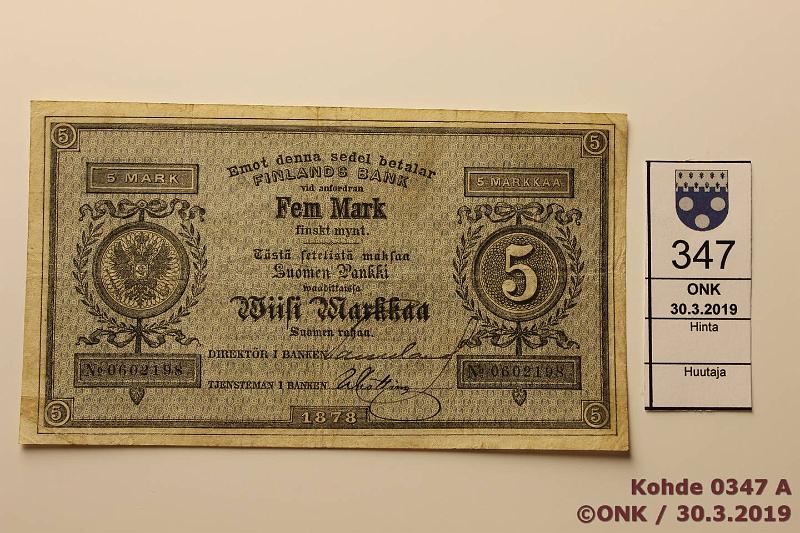 5
5
Emot denna sedel betalar
FINLANDS BANK
vid anfordran
Fem Mark
finskt mynt.
5 MARK
5 MARKKAA
5
Tästä setelistä maksaa
Suomen Pankki
waadittaissa
Wiisi Markkaa
Suomen rahaa.
DIREKTÖR I BANKEN
TJENSTEMAN I BANKEN
No 0602198
No 0602198
5
1878
5
347
ONK
30.3.2019
Hinta
Huutaja
Kohde 0347 A
©ONK / 30.3.2019